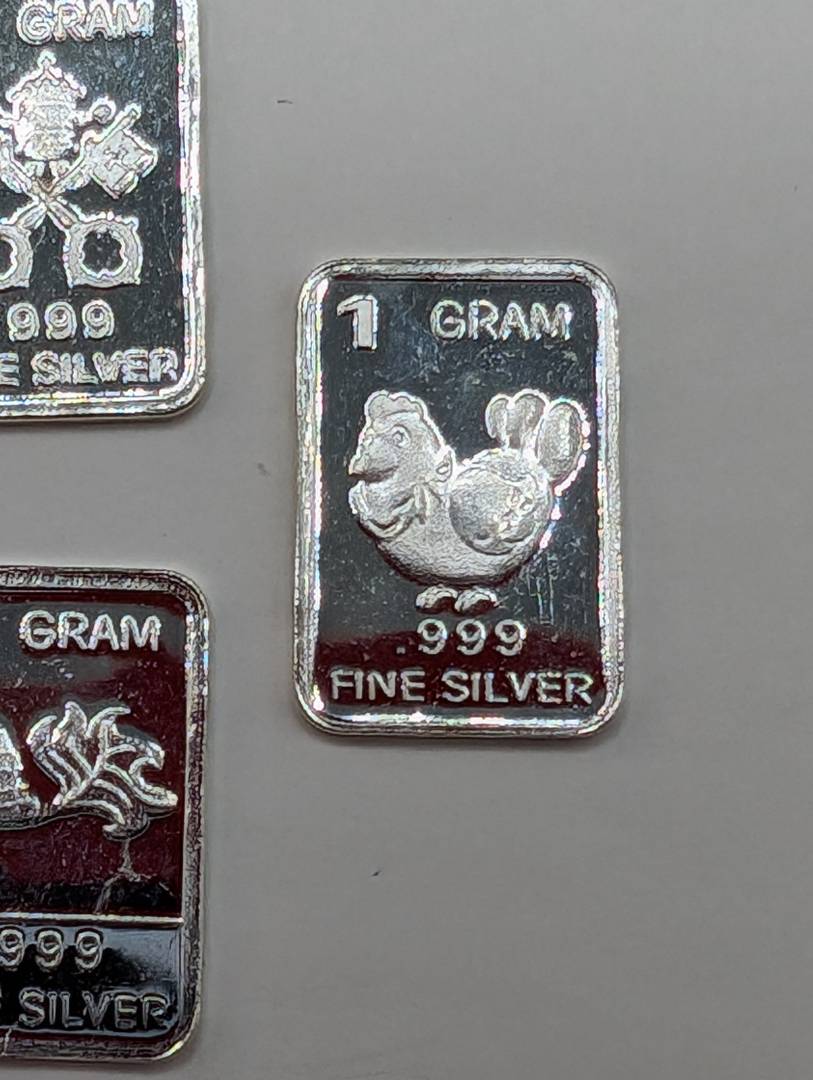 GRAM
999
E SILVER
1 GRAM
.999
FINE SILVER
GRAM
999
SILVER